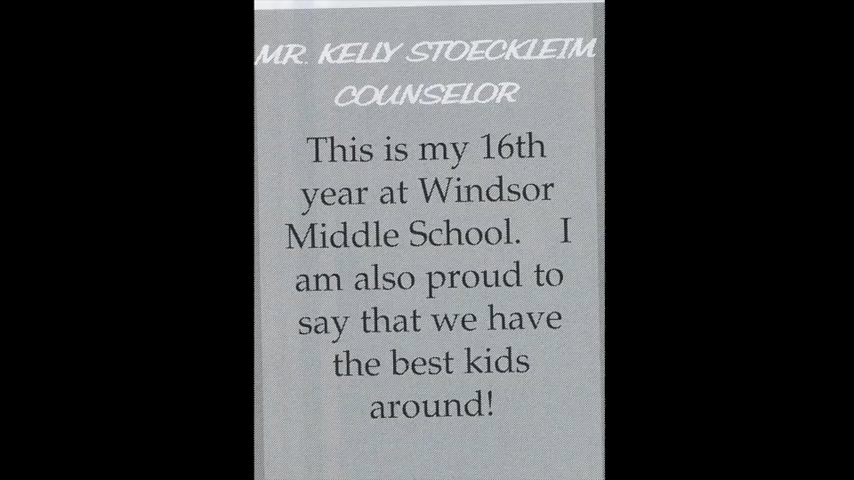 MR. KELLY STOECKLEIM
COUNSELOR
This is my 16th
year at Windsor
Middle School. I
am also proud to
say that we have
the best kids
around!